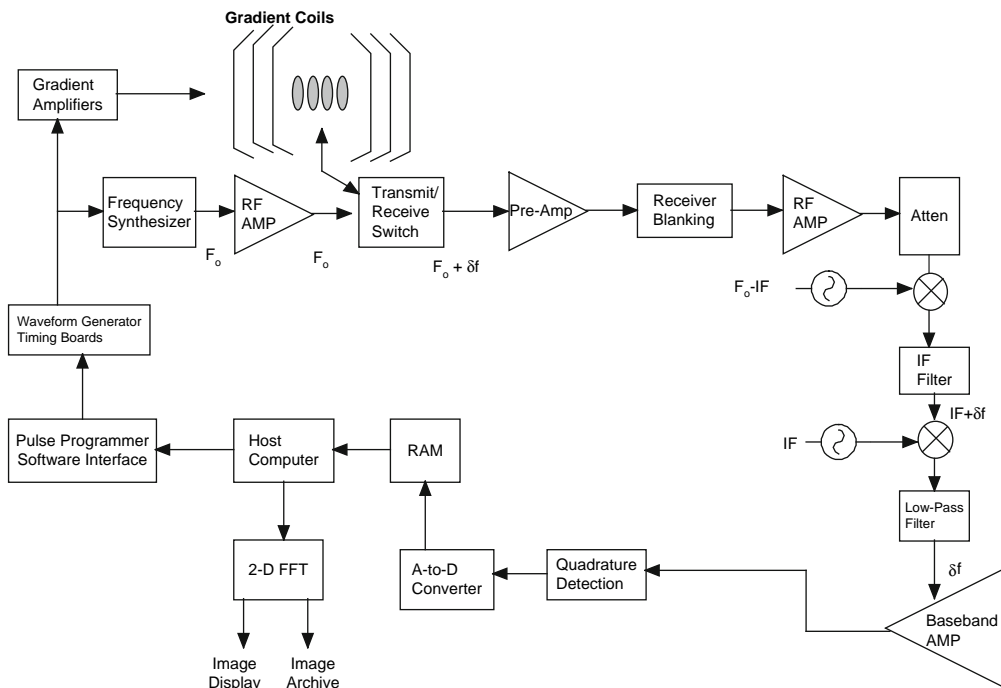 Gradient Coils
Gradient
Amplifiers
Frequency
Synthesizer
RF
AMP
Transmit/
Receive
Switch
Pre-Amp
Receiver
Blanking
RF
AMP
Atten
Fo
Fo
Fo + δf
Fo-IF
Waveform Generator
Timing Boards
IF
Filter
IF+δf
Pulse Programmer
Software Interface
Host
Computer
RAM
IF
Low-Pass
Filter
δf
2-D FFT
A-to-D
Converter
Quadrature
Detection
Baseband
AMP
Image
Display
Image
Archive